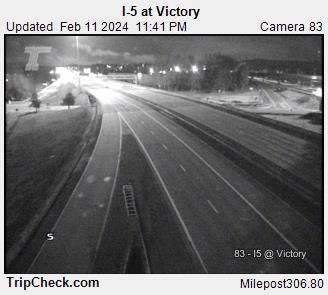 I-5 at Victory
Updated Feb 11 2024 11:41 PM Camera 83
T
S
83 - I5 @ Victory
TripCheck.com Milepost306.80